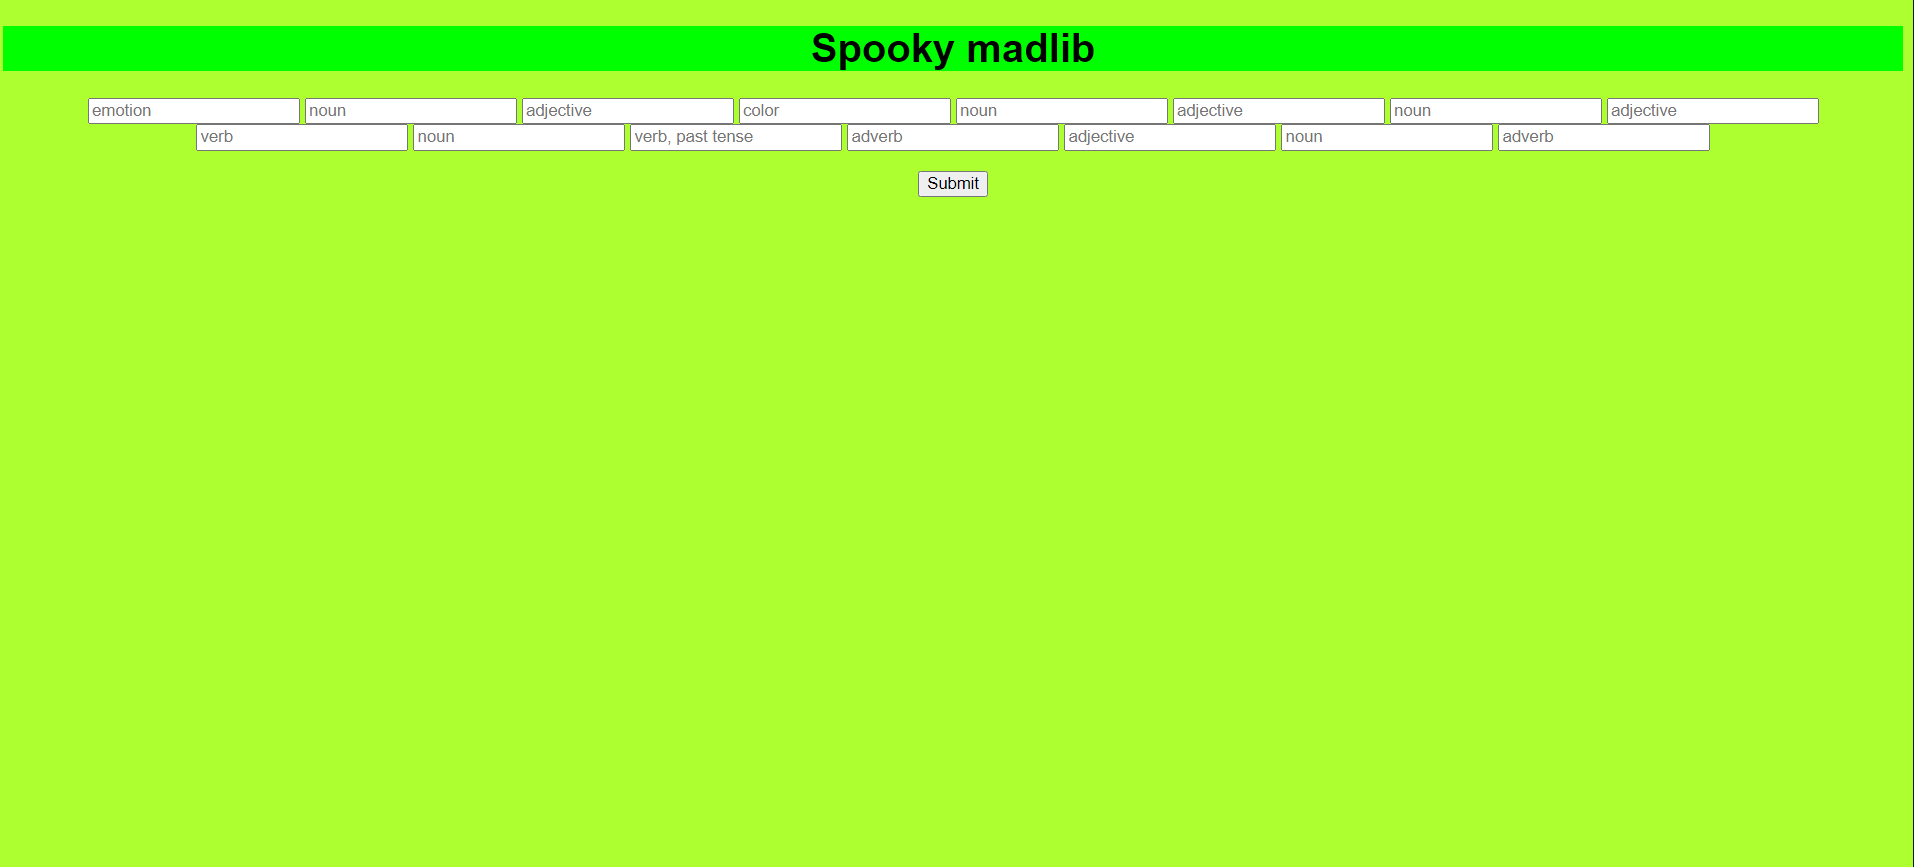 Spooky madlib
emotion noun adjective color noun adjective noun adjective
verb noun verb, past tense adverb adjective noun adverb
Submit